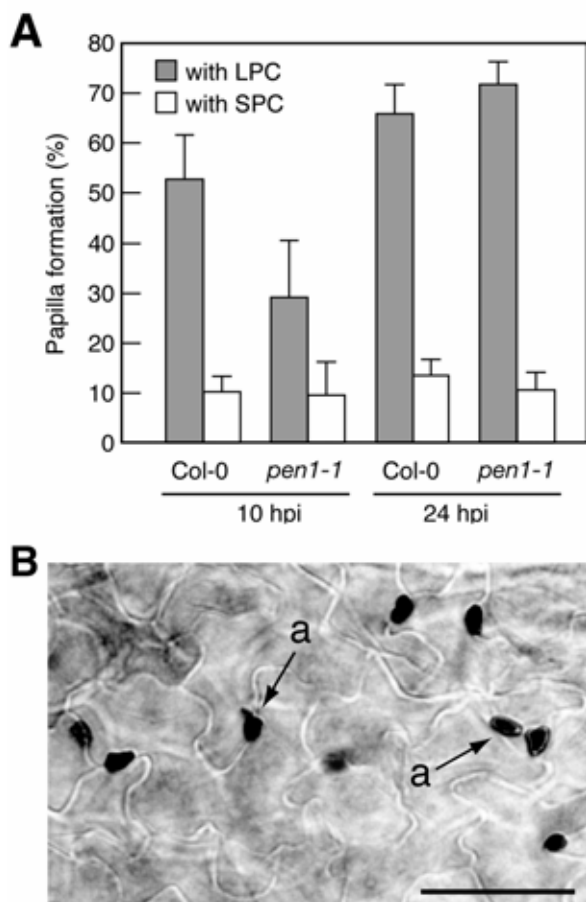 A
80
70
60
50
40
30
20
10
0
Papilla formation (%)
with LPC
with SPC
Col-0 pen1-1 Col-0 pen1-1
10 hpi 24 hpi
B
a
a